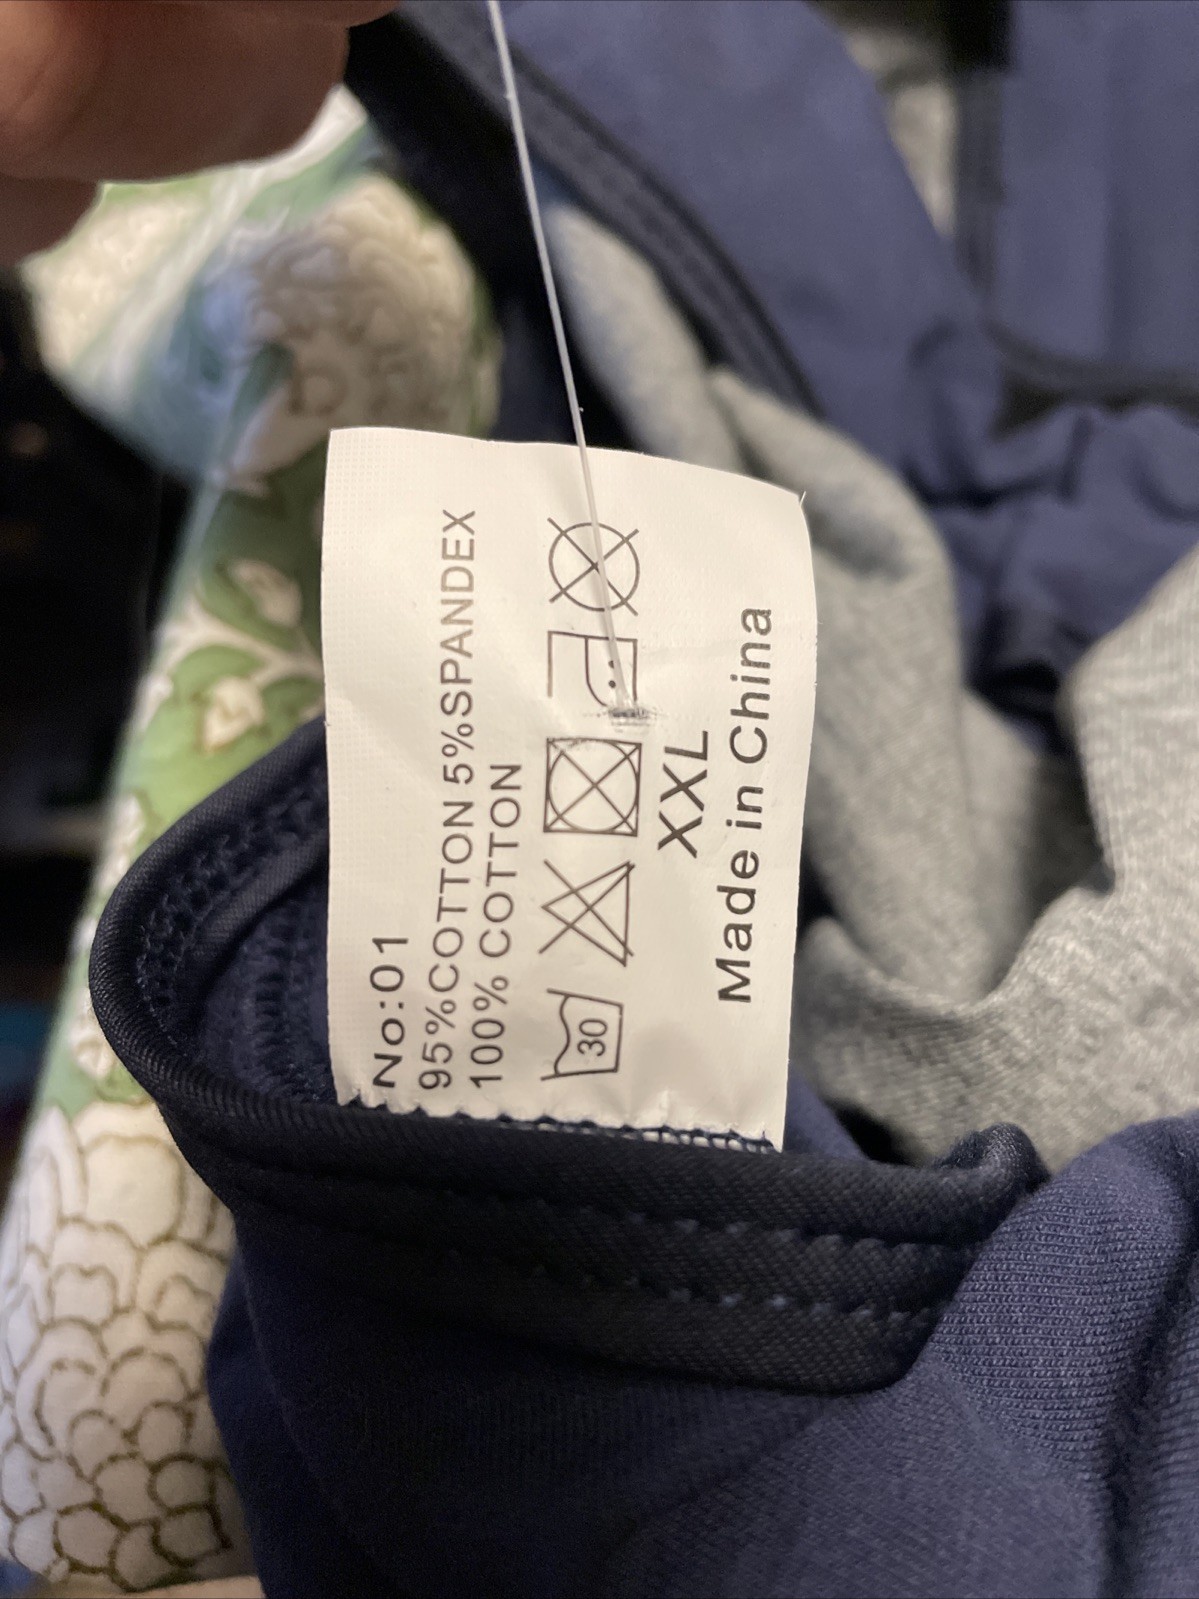 No:01
95%COTTON 5%SPANDEX
100% COTTON
30
XXL
Made in China